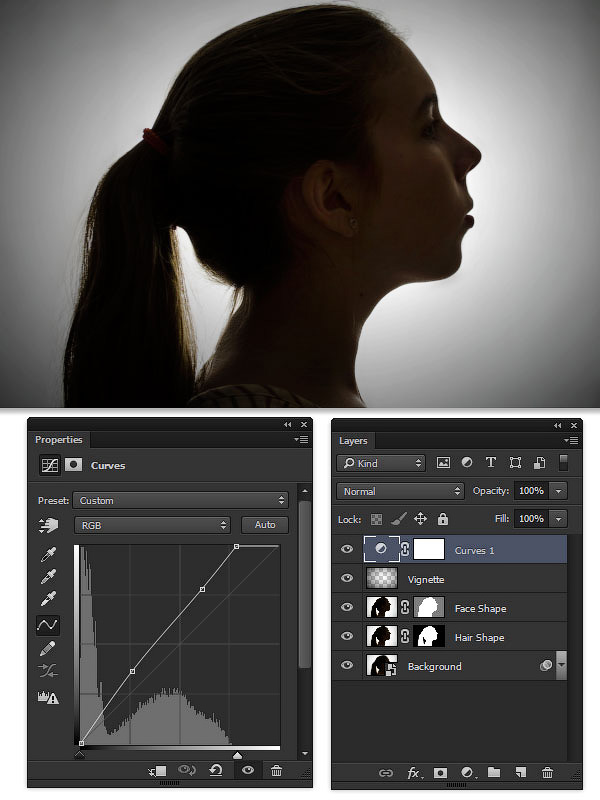 Properties
Curves
Preset: Custom
RGB
Auto
Layers
Kind
Normal
Opacity: 100%
Lock:
Fill: 100%
Curves 1
Vignette
Face Shape
Hair Shape
Background
fx